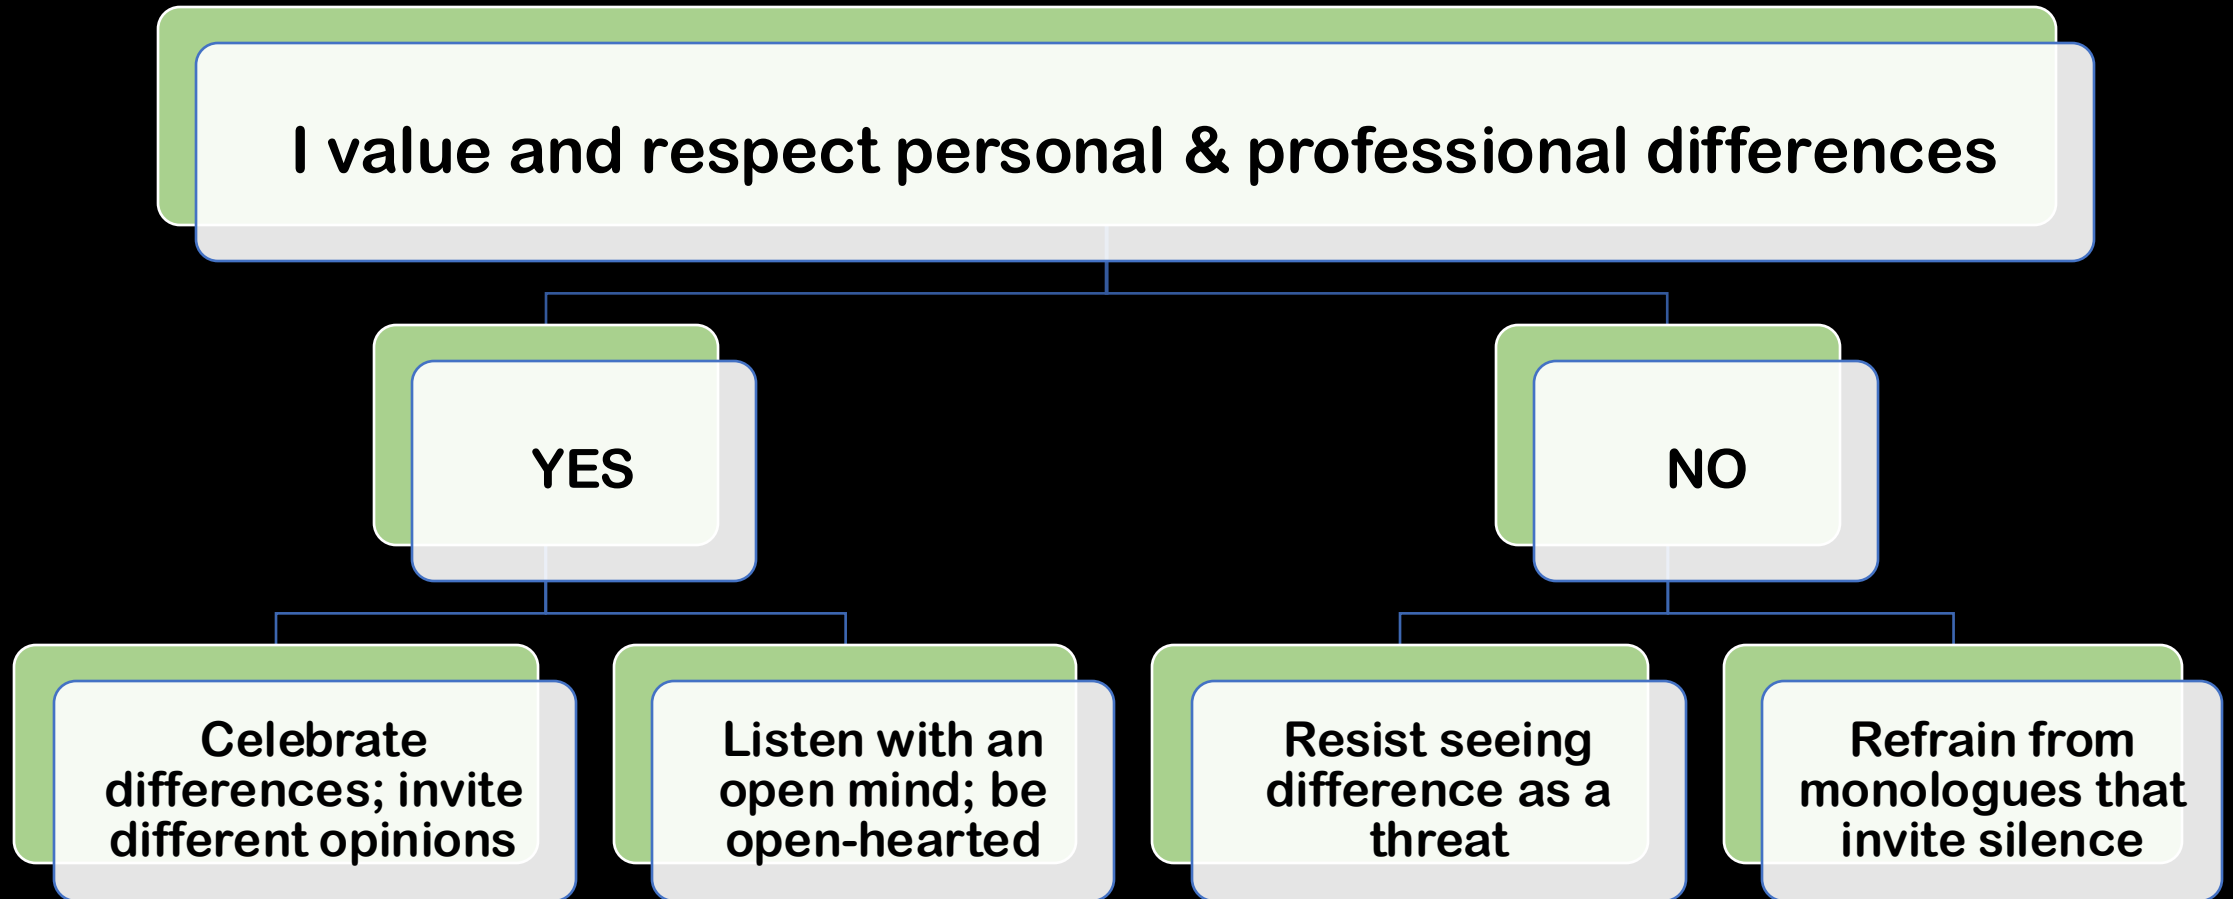 I value and respect personal & professional differences
YES
NO
Celebrate
differences; invite
different opinions
Listen with an
open mind; be
open-hearted
Resist seeing
difference as a
threat
Refrain from
monologues that
invite silence